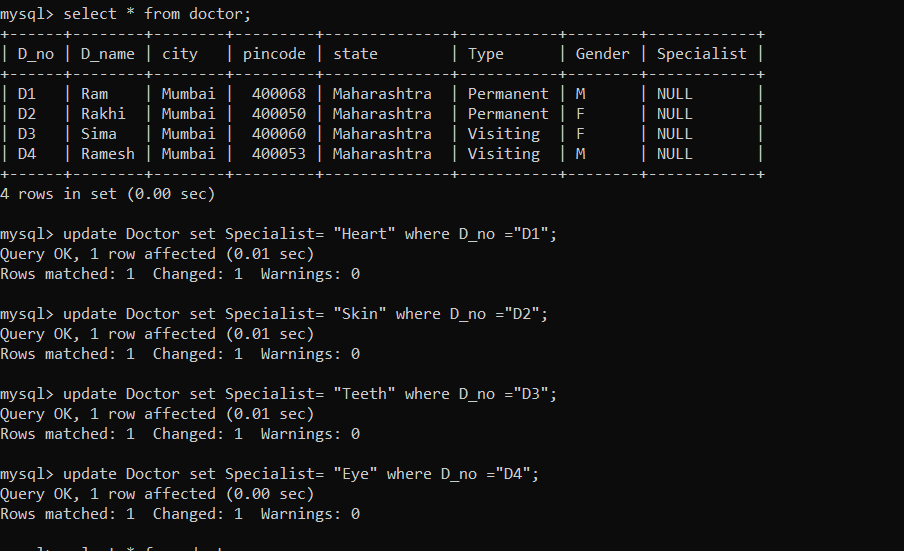 mysql> select * from doctor;
+------+--------+--------+---------+-------------+-----------+--------+------------+
| D_no | D_name | city   | pincode | state       | Type      | Gender | Specialist |
+------+--------+--------+---------+-------------+-----------+--------+------------+
| D1   | Ram    | Mumbai |  400068 | Maharashtra | Permanent | M      | NULL       |
| D2   | Rakhi  | Mumbai |  400050 | Maharashtra | Permanent | F      | NULL       |
| D3   | Sima   | Mumbai |  400060 | Maharashtra | Visiting  | F      | NULL       |
| D4   | Ramesh | Mumbai |  400053 | Maharashtra | Visiting  | M      | NULL       |
+------+--------+--------+---------+-------------+-----------+--------+------------+
4 rows in set (0.00 sec)
mysql> update Doctor set Specialist= "Heart" where D_no ="D1";
Query OK, 1 row affected (0.01 sec)
Rows matched: 1  Changed: 1  Warnings: 0
mysql> update Doctor set Specialist= "Skin" where D_no ="D2";
Query OK, 1 row affected (0.01 sec)
Rows matched: 1  Changed: 1  Warnings: 0
mysql> update Doctor set Specialist= "Teeth" where D_no ="D3";
Query OK, 1 row affected (0.01 sec)
Rows matched: 1  Changed: 1  Warnings: 0
mysql> update Doctor set Specialist= "Eye" where D_no ="D4";
Query OK, 1 row affected (0.00 sec)
Rows matched: 1  Changed: 1  Warnings: 0